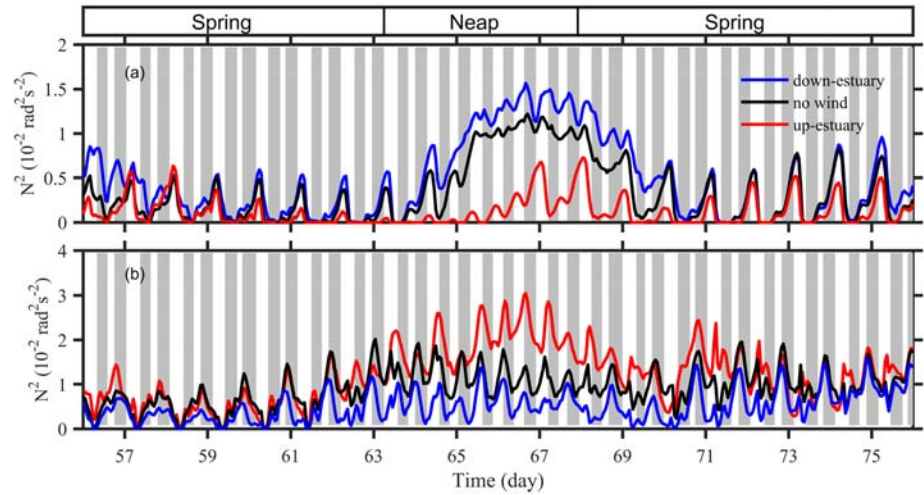 Spring Neap Spring
2
(a)
down-estuary
1.5
no wind
N² (10⁻² rad²s⁻²)
1
up-estuary
0.5
0
4
(b)
3
N² (10⁻² rad²s⁻²)
2
1
0
57 59 61 63 65 67 69 71 73 75
Time (day)